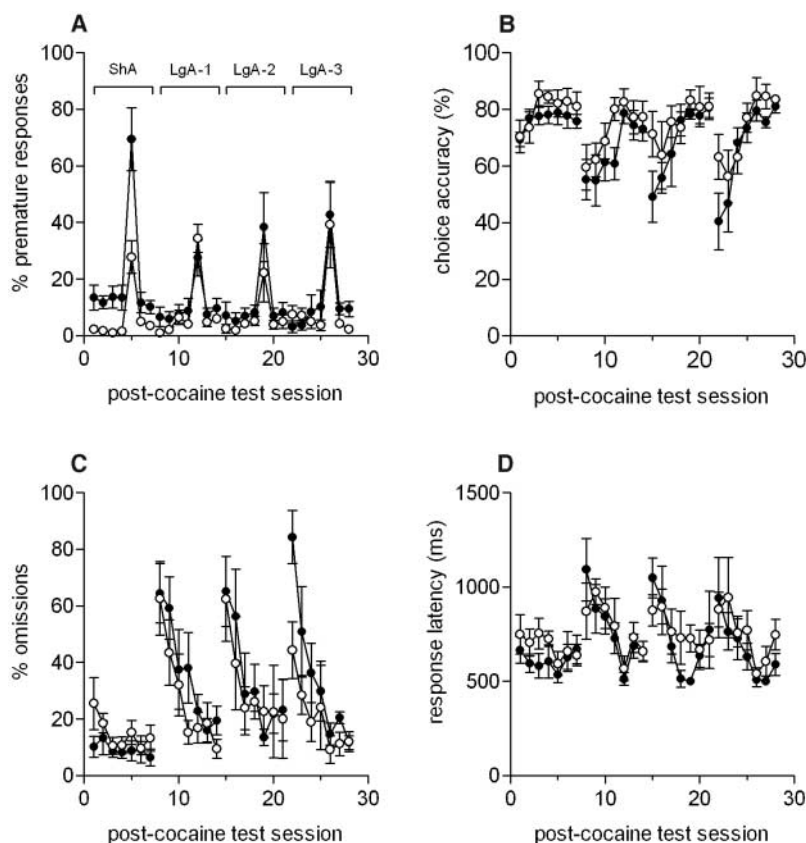 A
ShA LgA-1 LgA-2 LgA-3
100
80
60
40
20
0
% premature responses
0 10 20 30
post-cocaine test session
B
100
80
60
40
20
0
choice accuracy (%)
0 10 20 30
post-cocaine test session
C
100
80
60
40
20
0
% omissions
0 10 20 30
post-cocaine test session
D
1500
1000
500
0
response latency (ms)
0 10 20 30
post-cocaine test session